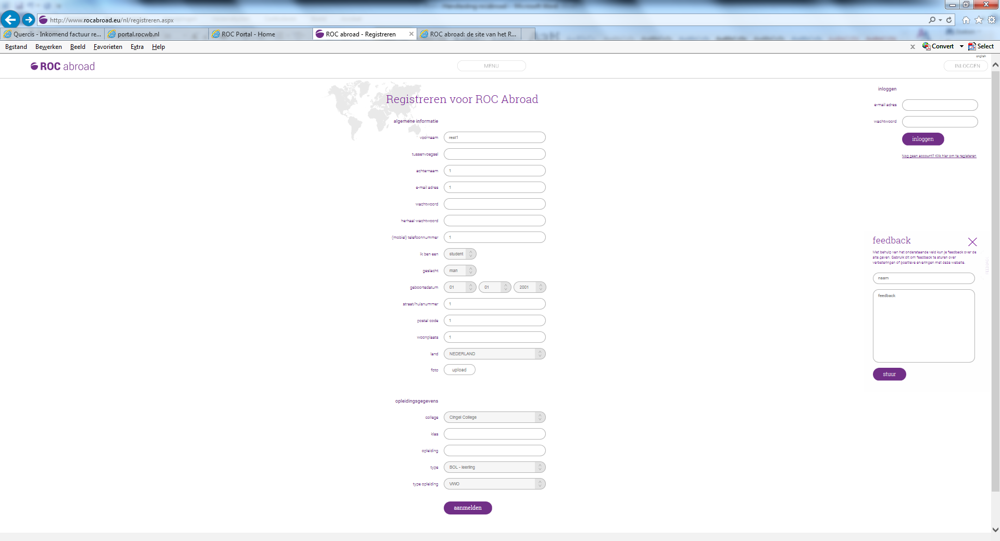 http://www.rocabroad.eu/nl/registreren.aspx
Quercis - Inkomend factuur re...
portal.rocwb.nl
ROC Portal - Home
ROC abroad - Registreren
ROC abroad: de site van het R...
Bestand Bewerken Beeld Favorieten Extra Help
Convert Select
english
ROC abroad
MENU
INLOGGEN
Registreren voor ROC Abroad
algemene informatie
voornaam rest1
tussenvoegsel
achternaam 1
e-mail adres 1
wachtwoord
herhaal wachtwoord
(mobiel) telefoonnummer 1
ik ben een student
geslacht man
geboortedatum 01 01 2001
straat/huisnummer 1
postal code 1
woonplaats 1
land NEDERLAND
foto upload
opleidingsgegevens
college Cingel College
klas
opleiding
type BOL - leerling
type opleiding VWO
aanmelden
inloggen
e-mail adres
wachtwoord
inloggen
Nog geen account? Klik hier om te registeren
feedback
Met behulp van het onderstaande veld kun je feedback over de
site geven. Gebruik dit om feedback te sturen over
verbeteringen of positieve ervaringen met deze website.
naam
feedback
stuur
FEEDBACK